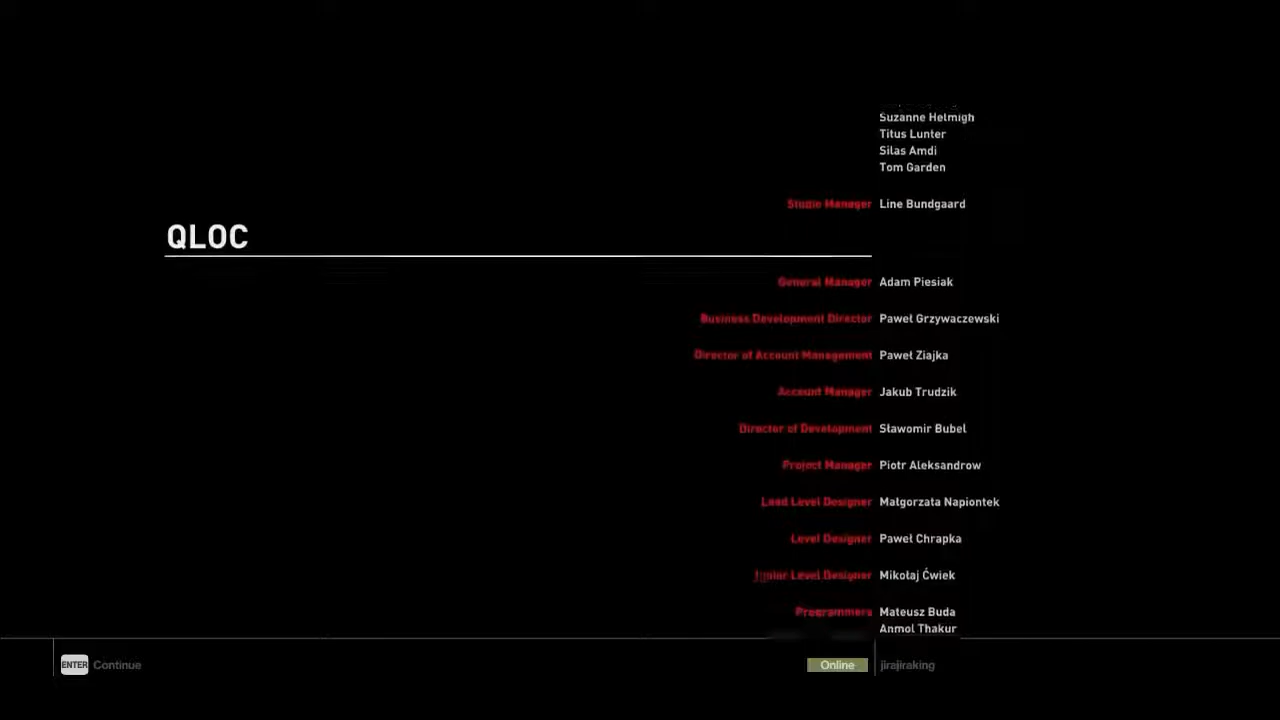 Suzanne Helmigh
Titus Lunter
Silas Amdi
Tom Garden
Studio Manager Line Bundgaard
QLOC
General Manager Adam Piesiak
Business Development Director Paweł Grzywaczewski
Director of Account Management Paweł Ziajka
Account Manager Jakub Trudzik
Director of Development Sławomir Bubel
Project Manager Piotr Aleksandrow
Lead Level Designer Małgorzata Napiontek
Level Designer Paweł Chrapka
Junior Level Designer Mikołaj Ćwiek
Programmers Mateusz Buda
Anmol Thakur
ENTER Continue
Online jirajiraking